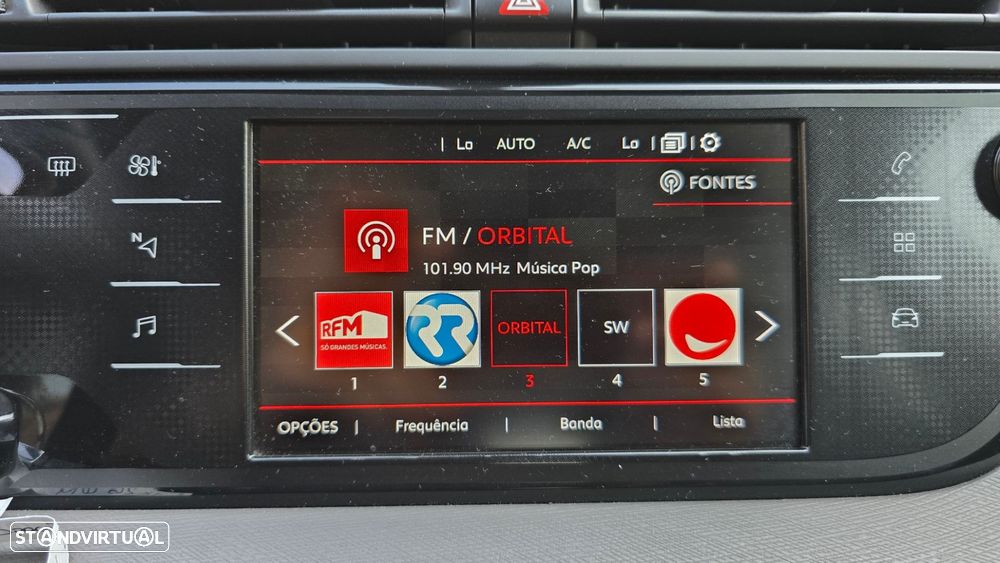 Lo AUTO A/C Lo
FONTES
FM / ORBITAL
101.90 MHz Música Pop
RFM
SÓ GRANDES MÚSICAS.
RR
ORBITAL
SW
1 2 3 4 5
OPÇÕES | Frequência | Banda | Lista
N
STANDVIRTUAL